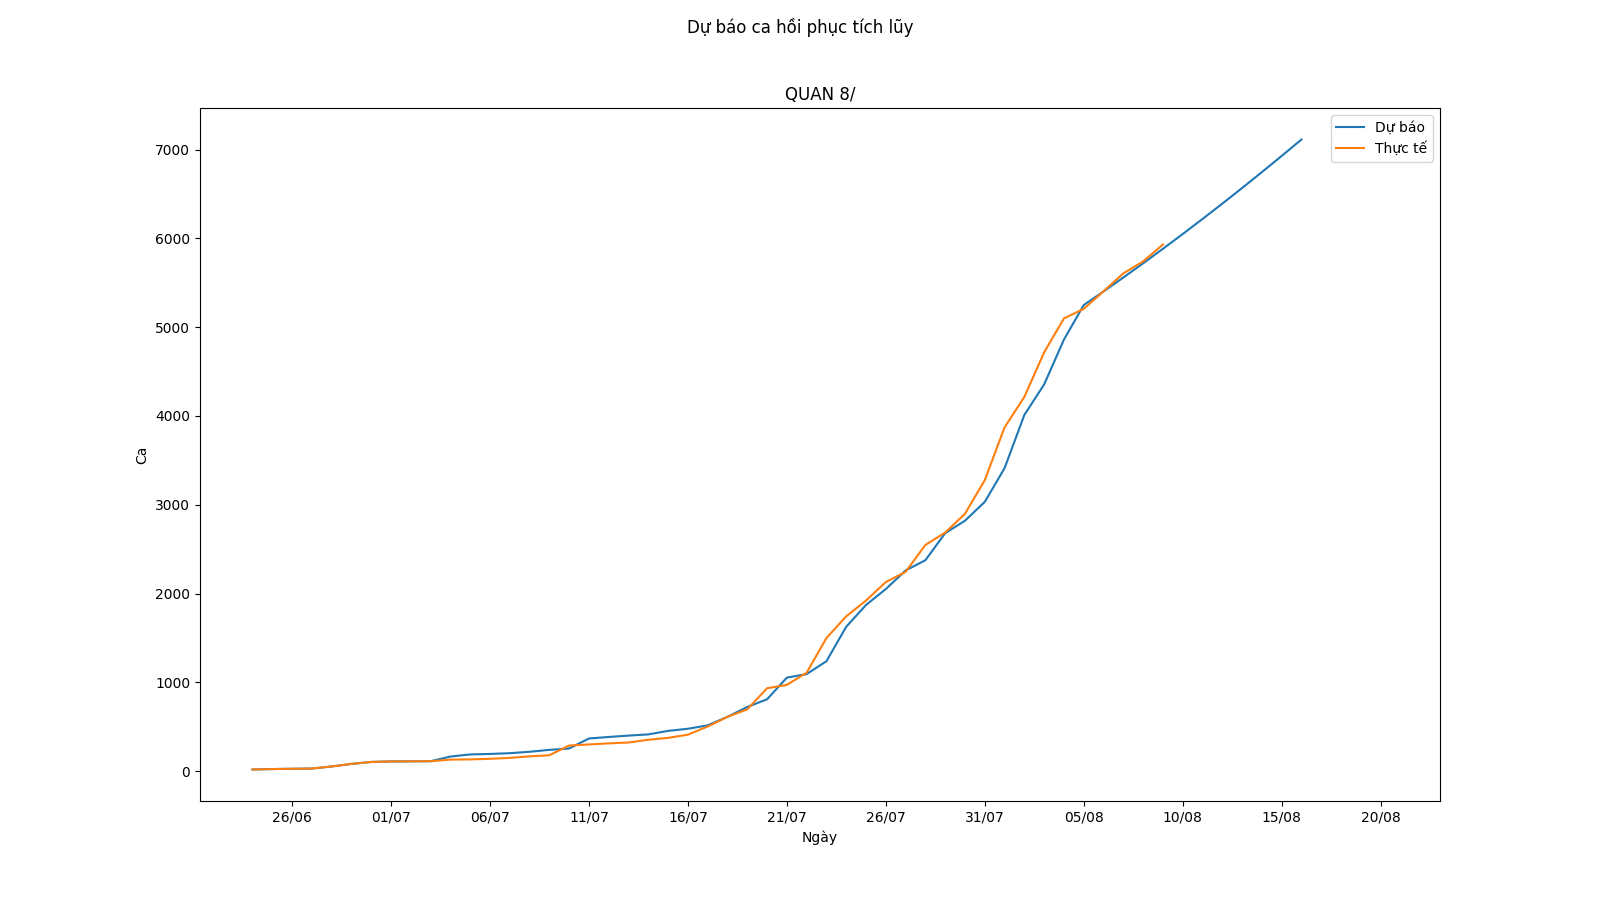 Dự báo ca hồi phục tích lũy
QUAN 8/
Dự báo
Thực tế
7000
6000
5000
4000
3000
2000
1000
0
Ca
26/06 01/07 06/07 11/07 16/07 21/07 26/07 31/07 05/08 10/08 15/08 20/08
Ngày